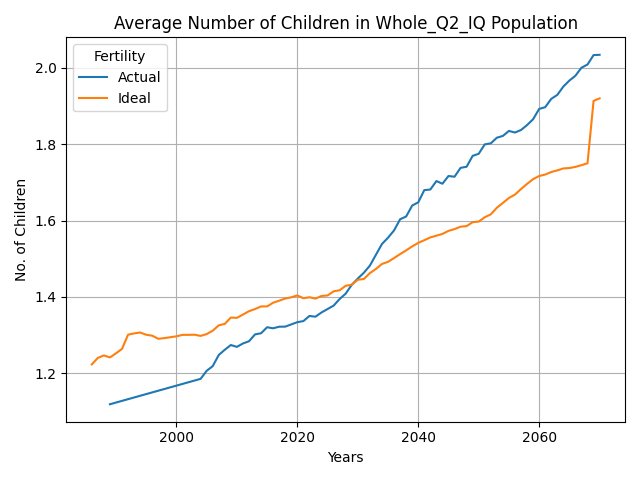 Average Number of Children in Whole_Q2_IQ Population
Fertility
Actual
Ideal
No. of Children
2.0
1.8
1.6
1.4
1.2
2000
2020
2040
2060
Years